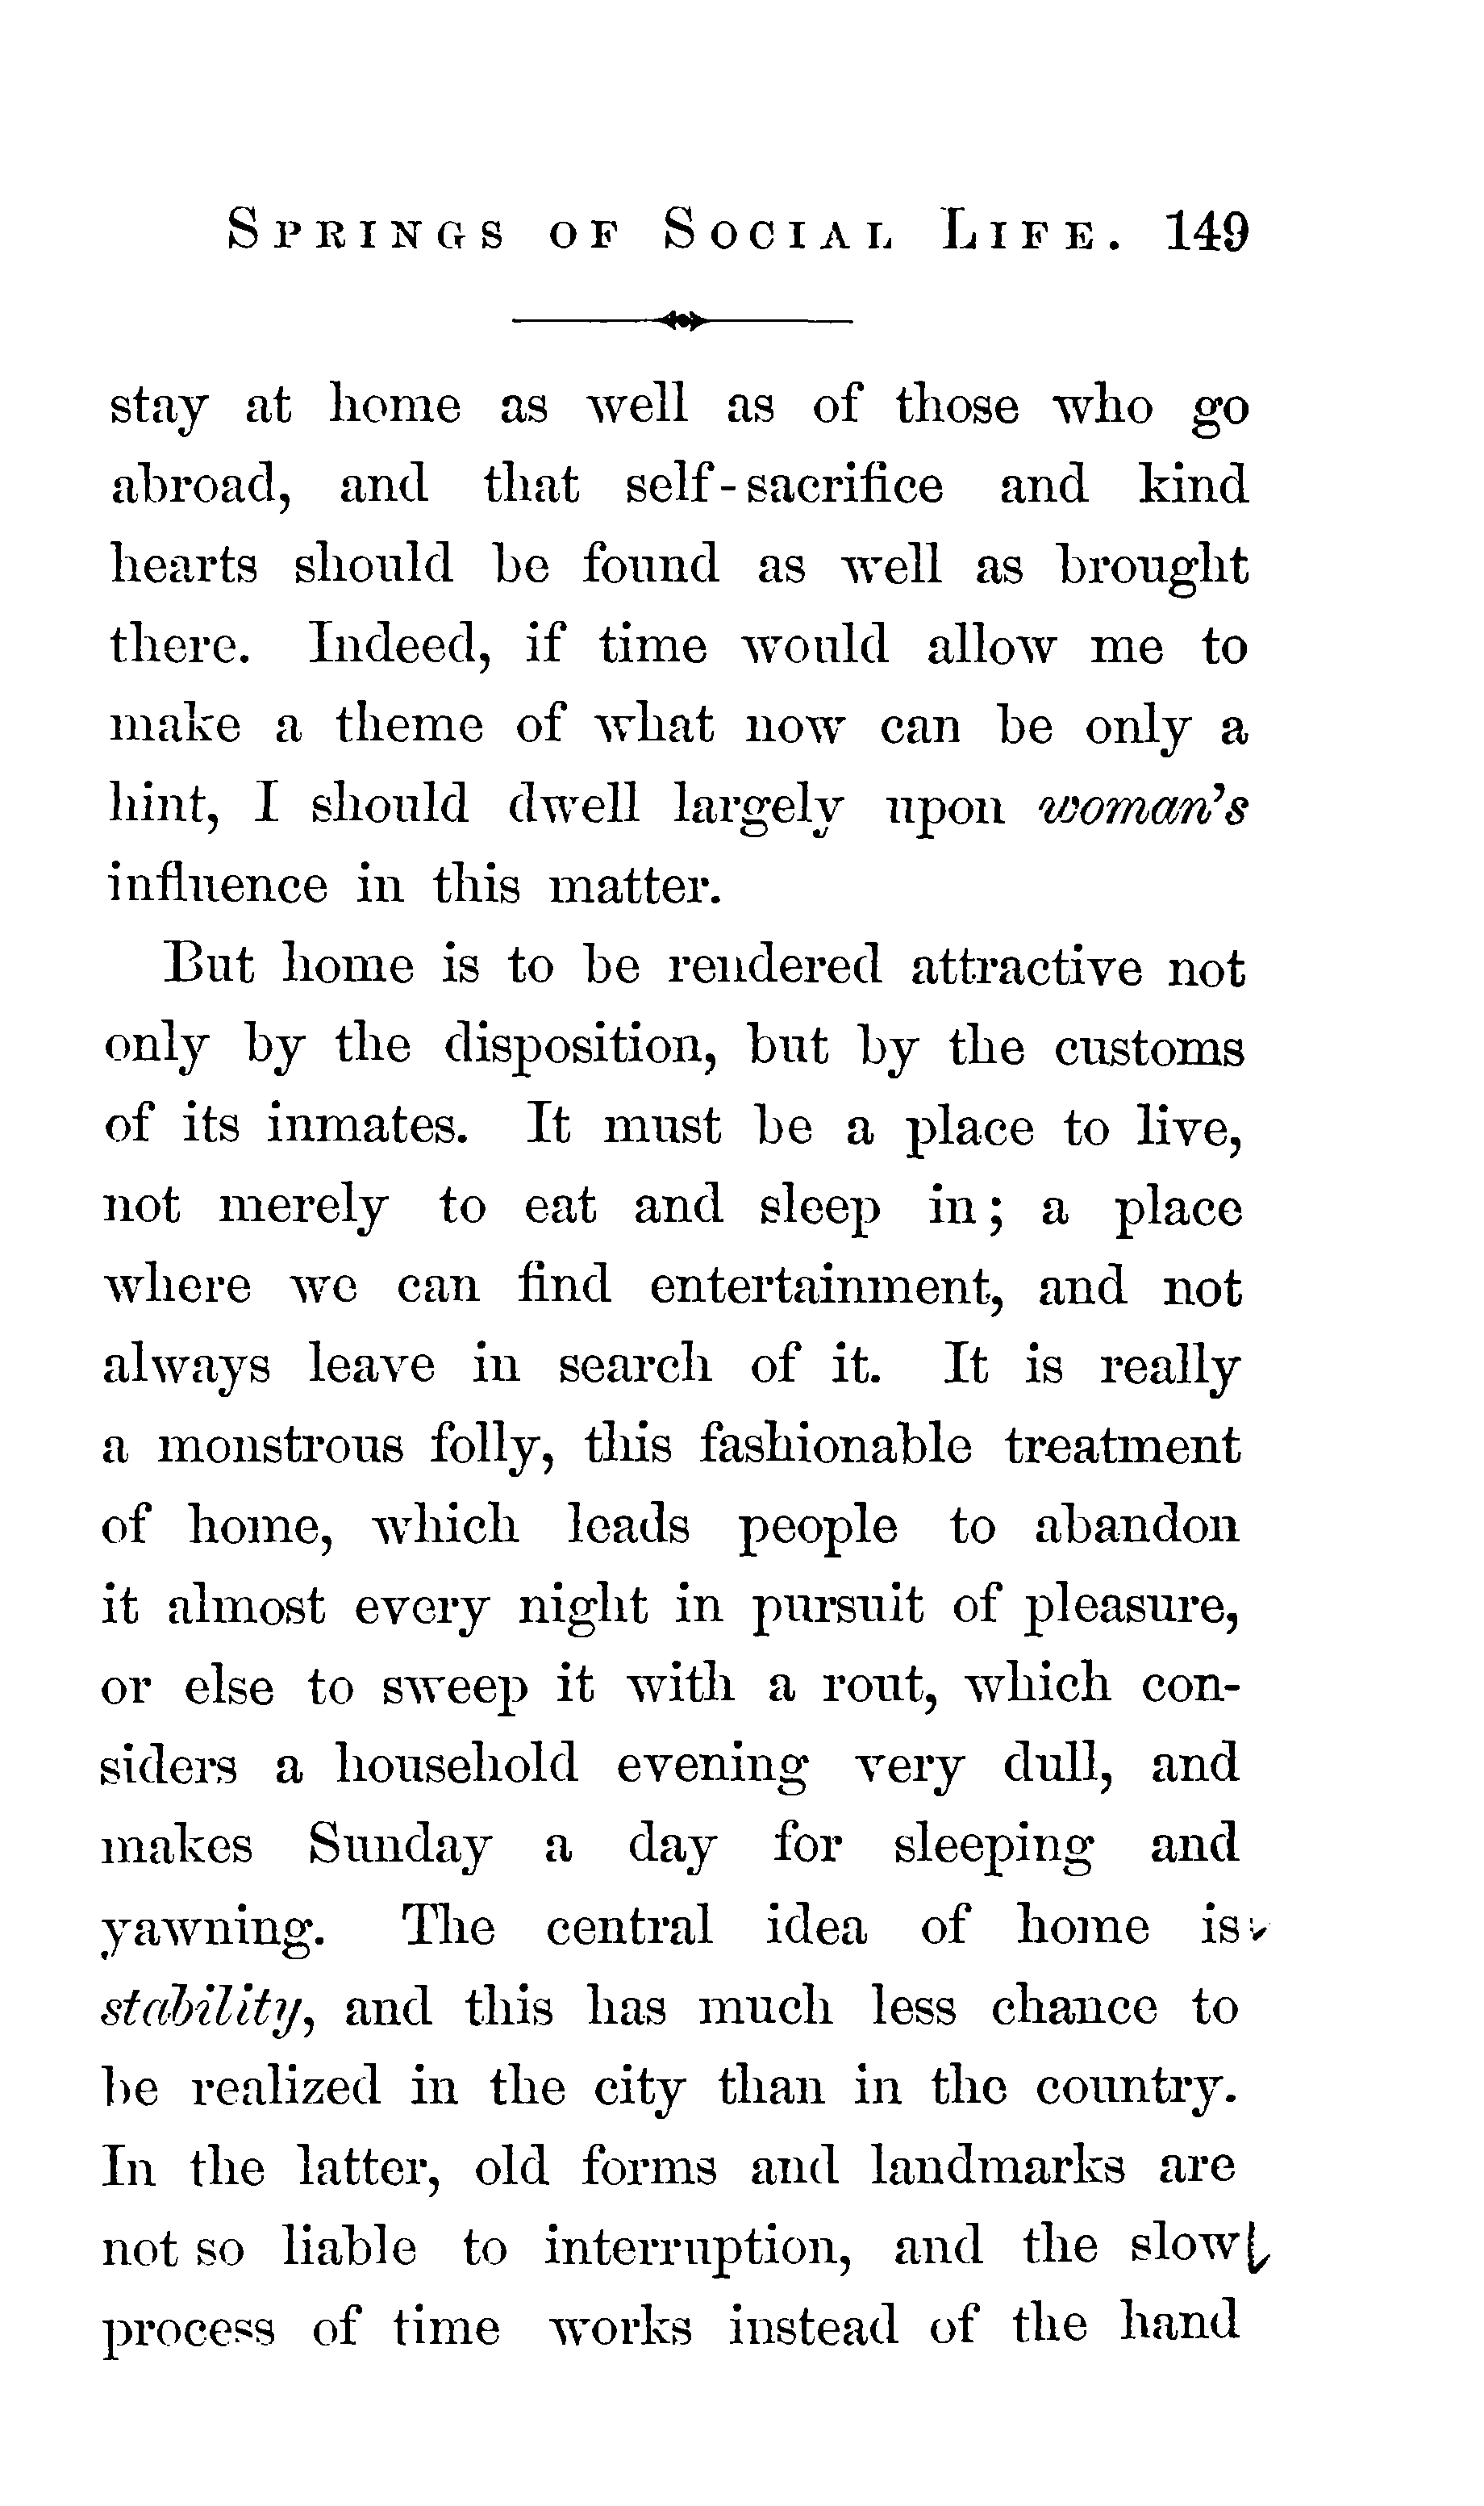 SPRINGS OF SOCIAL LIFE. 149
stay at home as well as of those who go
abroad, and that self-sacrifice and kind
hearts should be found as well as brought
there. Indeed, if time would allow me to
make a theme of what now can be only a
hint, I should dwell largely upon woman's
influence in this matter.
But home is to be rendered attractive not
only by the disposition, but by the customs
of its inmates. It must be a place to live,
not merely to eat and sleep in; a place
where we can find entertainment, and not
always leave in search of it. It is really
a monstrous folly, this fashionable treatment
of home, which leads people to abandon
it almost every night in pursuit of pleasure,
or else to sweep it with a rout, which con-
siders a household evening very dull, and
makes Sunday a day for sleeping and
yawning. The central idea of home is
stability, and this has much less chance to
be realized in the city than in the country.
In the latter, old forms and landmarks are
not so liable to interruption, and the slow
process of time works instead of the hand